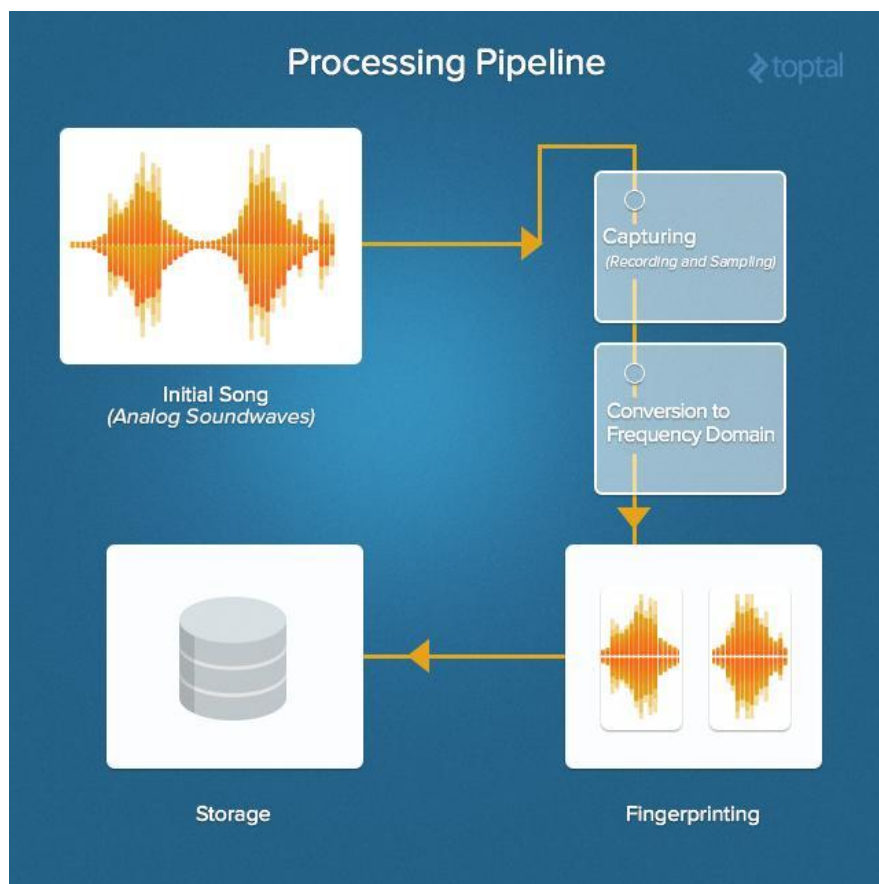 Processing Pipeline
toptal
Initial Song
(Analog Soundwaves)
Capturing
(Recording and Sampling)
Conversion to
Frequency Domain
Storage
Fingerprinting